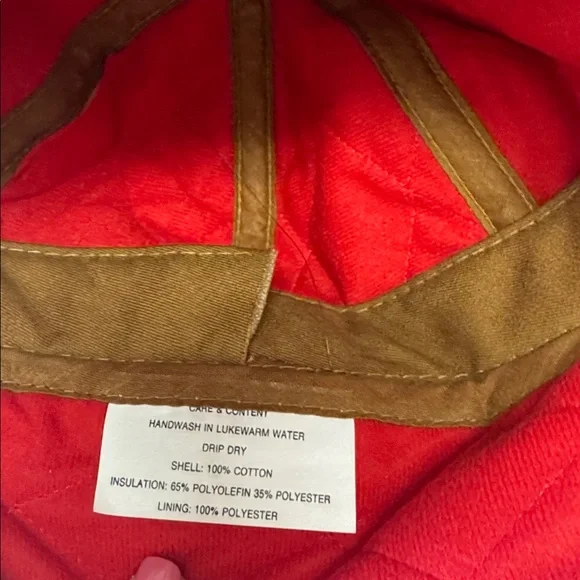 CARE & CONTENT
HANDWASH IN LUKEWARM WATER
DRIP DRY
SHELL: 100% COTTON
INSULATION: 65% POLYOLEFIN 35% POLYESTER
LINING: 100% POLYESTER